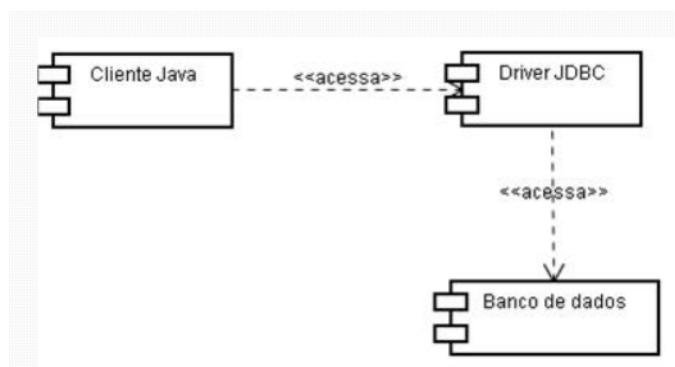 Cliente Java
<<acessa>>
Driver JDBC
<<acessa>>
Banco de dados